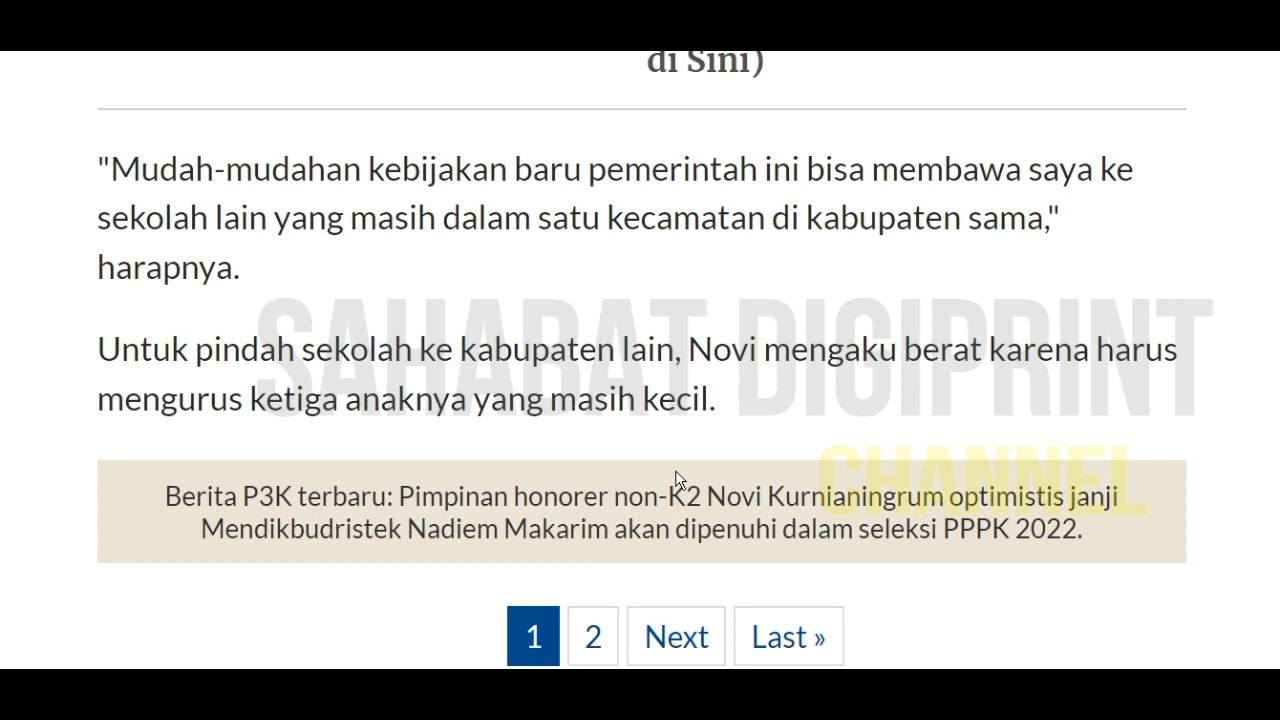 di Sini)
"Mudah-mudahan kebijakan baru pemerintah ini bisa membawa saya ke
sekolah lain yang masih dalam satu kecamatan di kabupaten sama,"
harapnya.
Untuk pindah sekolah ke kabupaten lain, Novi mengaku berat karena harus
mengurus ketiga anaknya yang masih kecil.
SAHABAT DIGIPRINT
CHANNEL
Berita P3K terbaru: Pimpinan honorer non-K2 Novi Kurnianingrum optimistis janji
Mendikbudristek Nadiem Makarim akan dipenuhi dalam seleksi PPPK 2022.
1 2 Next Last »